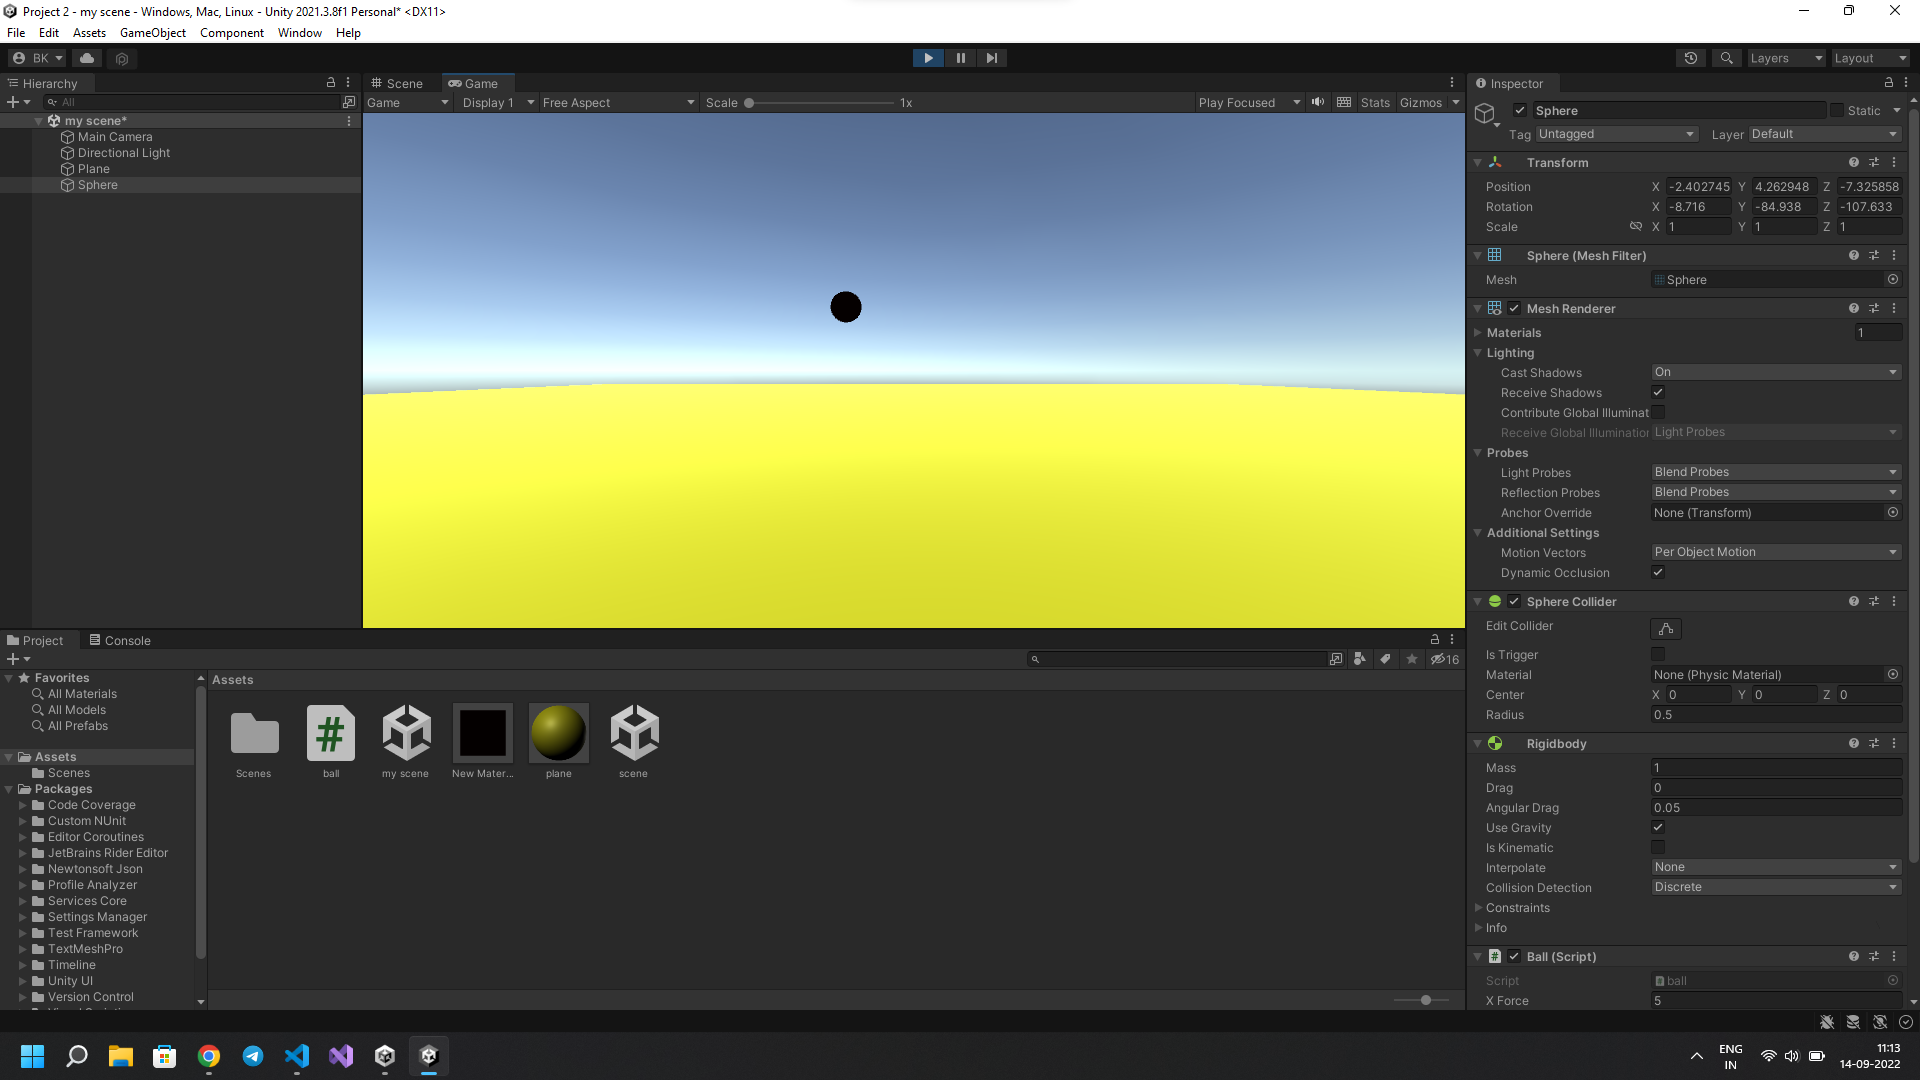 Project 2 - my scene - Windows, Mac, Linux - Unity 2021.3.8f1 Personal* <DX11>
File Edit Assets GameObject Component Window Help
BK Layers Layout
Hierarchy
All
my scene*
Main Camera
Directional Light
Plane
Sphere
Scene Game
Game Display 1 Free Aspect Scale 1x Play Focused Stats Gizmos
Inspector
Sphere Static
Tag Untagged Layer Default
Transform
Position X -2.402745 Y 4.262948 Z -7.325858
Rotation X -8.716 Y -84.938 Z -107.633
Scale X 1 Y 1 Z 1
Sphere (Mesh Filter)
Mesh Sphere
Mesh Renderer
Materials 1
Lighting
Cast Shadows On
Receive Shadows
Contribute Global Illuminat
Receive Global Illumination Light Probes
Probes
Light Probes Blend Probes
Reflection Probes Blend Probes
Anchor Override None (Transform)
Additional Settings
Motion Vectors Per Object Motion
Dynamic Occlusion
Sphere Collider
Edit Collider
Is Trigger
Material None (Physic Material)
Center X 0 Y 0 Z 0
Radius 0.5
Rigidbody
Mass 1
Drag 0
Angular Drag 0.05
Use Gravity
Is Kinematic
Interpolate None
Collision Detection Discrete
Constraints
Info
Ball (Script)
Script ball
X Force 5
Project Console
16
Favorites
All Materials
All Models
All Prefabs
Assets
Scenes
Packages
Code Coverage
Custom NUnit
Editor Coroutines
JetBrains Rider Editor
Newtonsoft Json
Profile Analyzer
Services Core
Settings Manager
Test Framework
TextMeshPro
Timeline
Unity UI
Version Control
Assets
Scenes ball my scene New Mater... plane scene
ENG
IN
11:13
14-09-2022